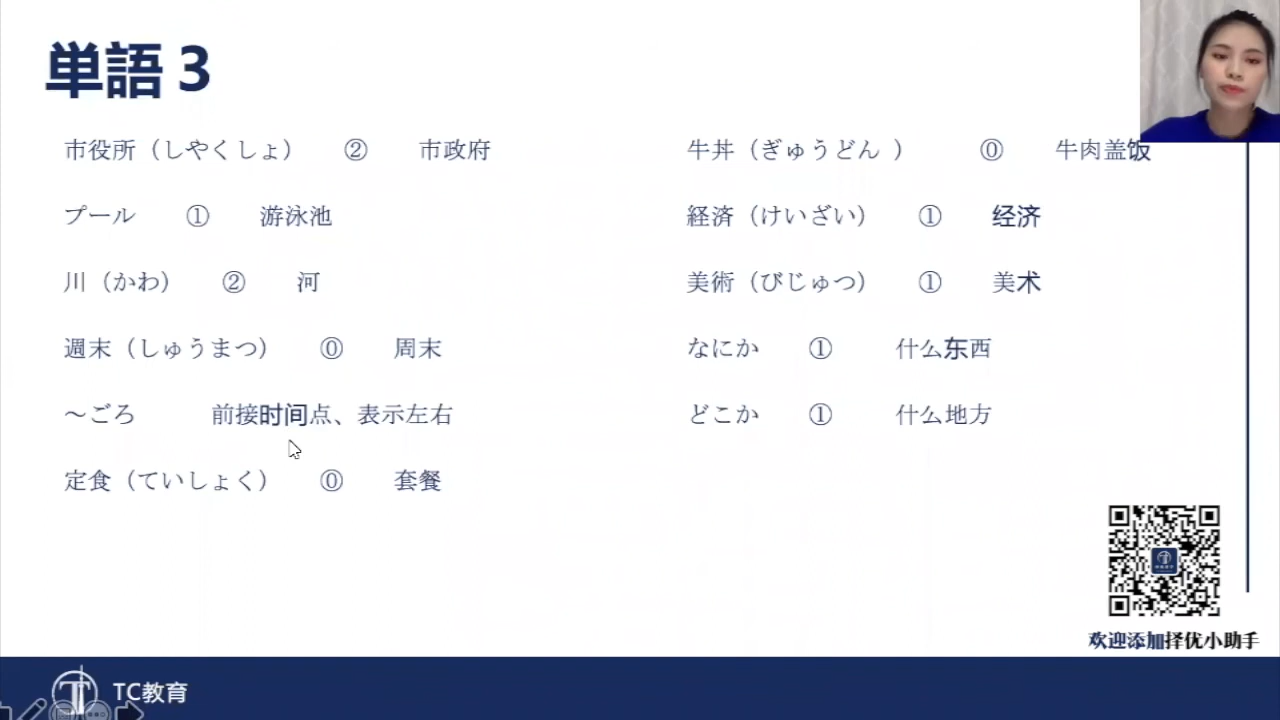 単語３
市役所（しやくしょ） ② 市政府
プール ① 游泳池
川（かわ） ② 河
週末（しゅうまつ） ⓪ 周末
～ごろ 前接时间点、表示左右
定食（ていしょく） ⓪ 套餐
牛丼（ぎゅうどん ） ⓪ 牛肉盖饭
経済（けいざい） ① 经济
美術（びじゅつ） ① 美术
なにか ① 什么东西
どこか ① 什么地方
欢迎添加择优小助手
TC教育